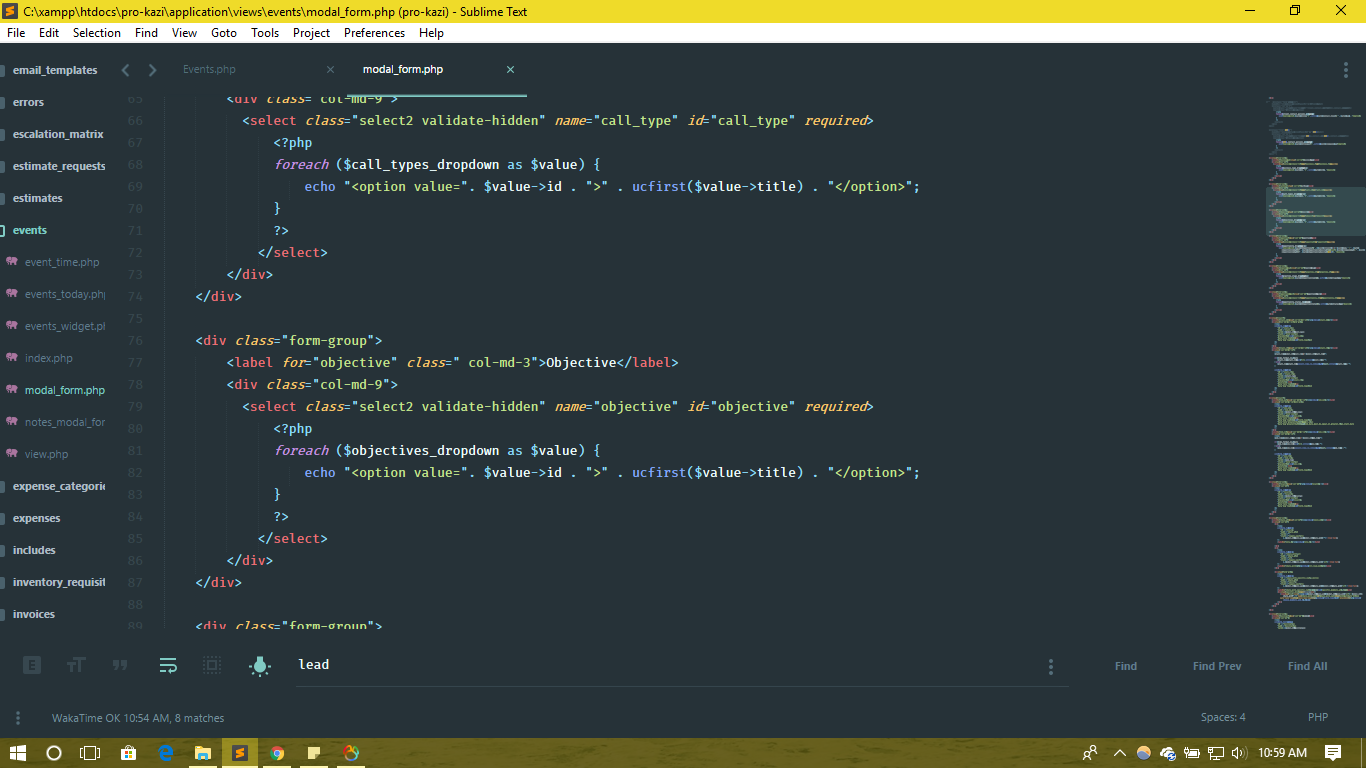 C:\xampp\htdocs\pro-kazi\application\views\events\modal_form.php (pro-kazi) - Sublime Text
File Edit Selection Find View Goto Tools Project Preferences Help
email_templates
errors
escalation_matrix
estimate_requests
estimates
events
event_time.php
events_today.php
events_widget.pl
index.php
modal_form.php
notes_modal_for
view.php
expense_categorie
expenses
includes
inventory_requisit
invoices
Events.php
modal_form.php
65 <div class="col-md-9">
66 <select class="select2 validate-hidden" name="call_type" id="call_type" required>
67 <?php
68 foreach ($call_types_dropdown as $value) {
69 echo "<option value=". $value->id . ">" . ucfirst($value->title) . "</option>";
70 }
71 ?>
72 </select>
73 </div>
74 </div>
75
76 <div class="form-group">
77 <label for="objective" class=" col-md-3">Objective</label>
78 <div class="col-md-9">
79 <select class="select2 validate-hidden" name="objective" id="objective" required>
80 <?php
81 foreach ($objectives_dropdown as $value) {
82 echo "<option value=". $value->id . ">" . ucfirst($value->title) . "</option>";
83 }
84 ?>
85 </select>
86 </div>
87 </div>
88
89 <div class="form-group">
lead
Find Find Prev Find All
WakaTime OK 10:54 AM, 8 matches
Spaces: 4 PHP
10:59 AM